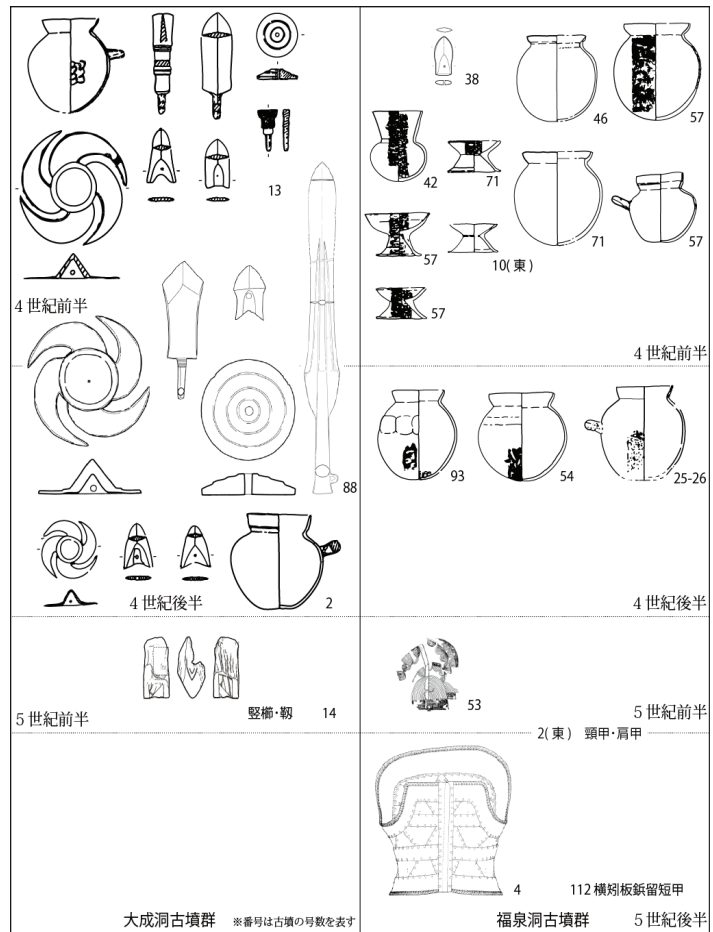 13
4世紀前半
88
4世紀後半
2
5世紀前半
竪櫛・靫
14
大成洞古墳群
※番号は古墳の号数を表す
38
46
57
42
71
71
57
57
10(東)
57
4世紀前半
93
54
25-26
4世紀後半
53
5世紀前半
2(東) 頸甲・肩甲
4
112 横矧板鋲留短甲
福泉洞古墳群
5世紀後半